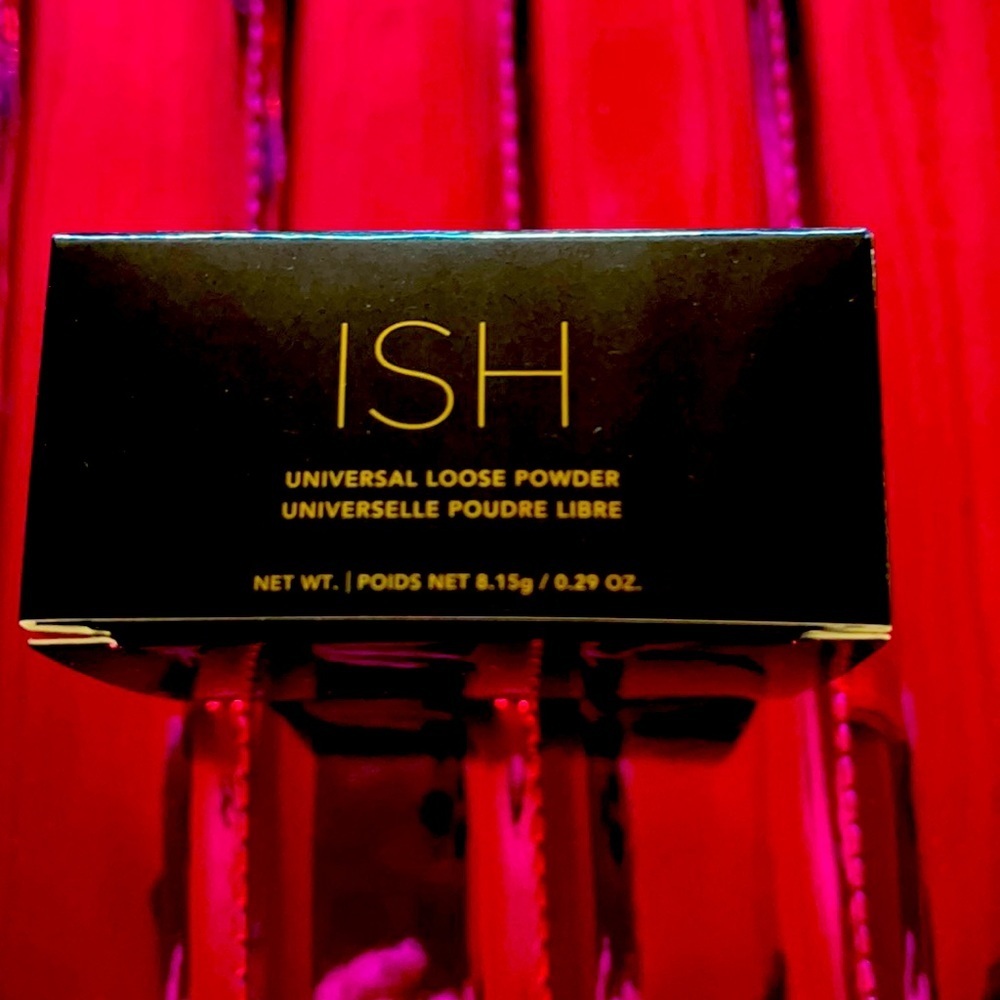 ISH
UNIVERSAL LOOSE POWDER
UNIVERSELLE POUDRE LIBRE
NET WT. | POIDS NET 8.15g / 0.29 OZ.